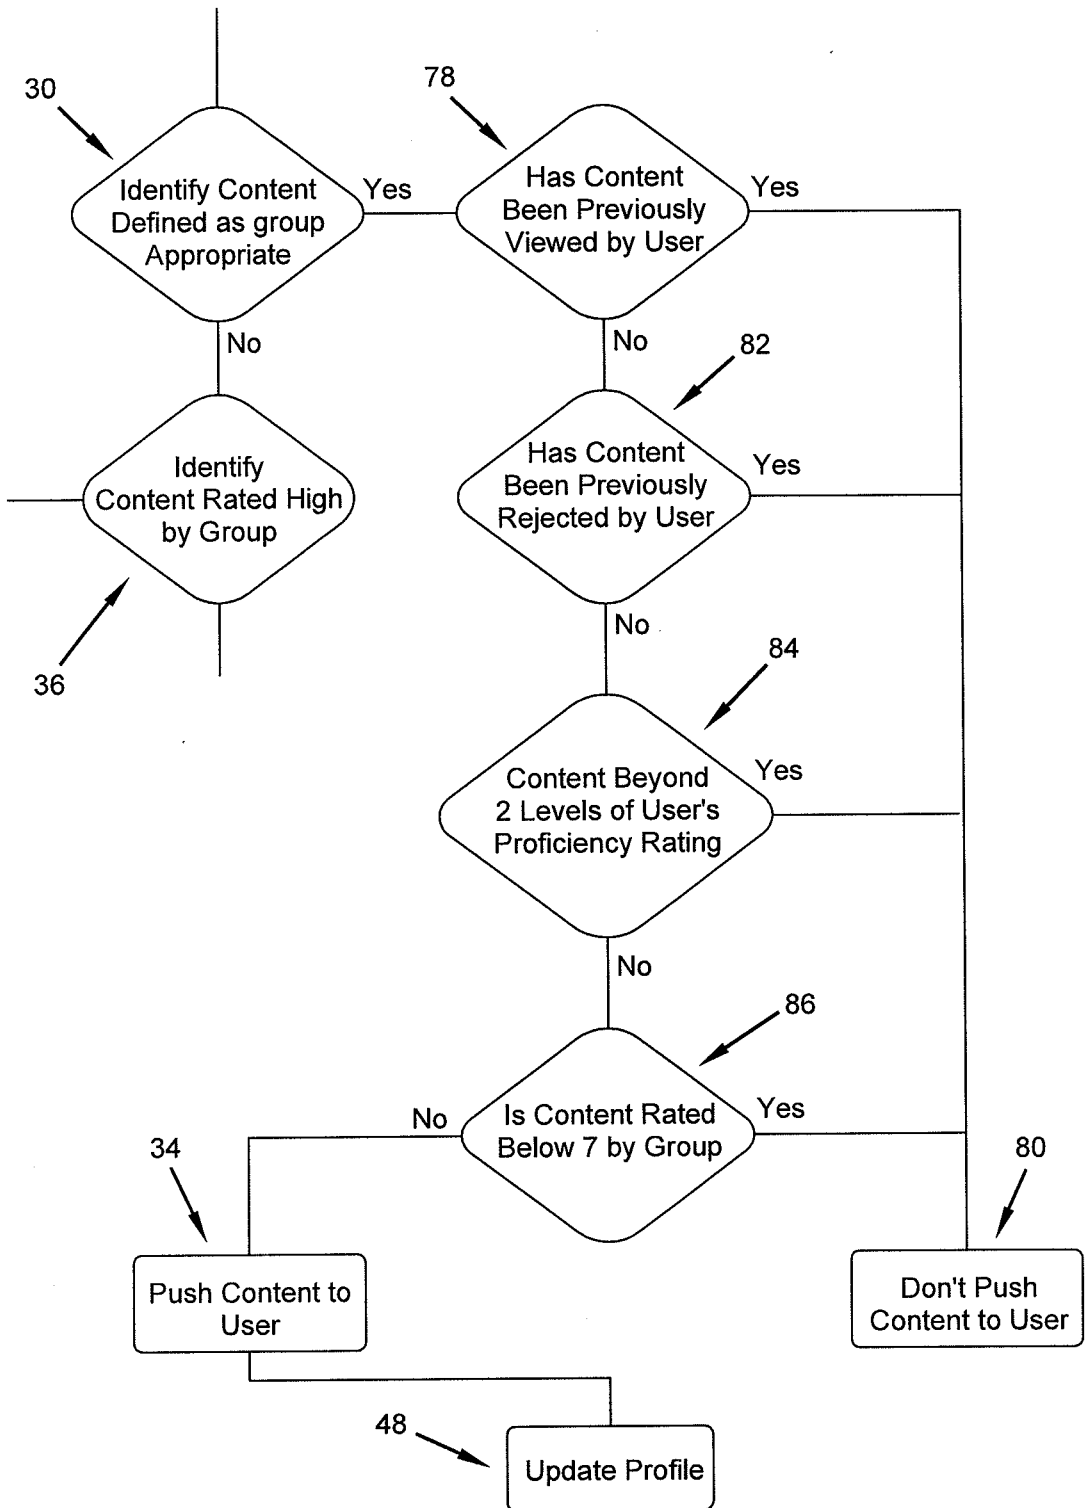 30
78
Identify Content
Defined as group
Appropriate
Yes
Has Content
Been Previously
Viewed by User
Yes
No
No
82
Identify
Content Rated High
by Group
Has Content
Been Previously
Rejected by User
Yes
36
No
84
Content Beyond
2 Levels of User's
Proficiency Rating
Yes
No
86
Is Content Rated
Below 7 by Group
No
Yes
34
80
Push Content to
User
Don't Push
Content to User
48
Update Profile